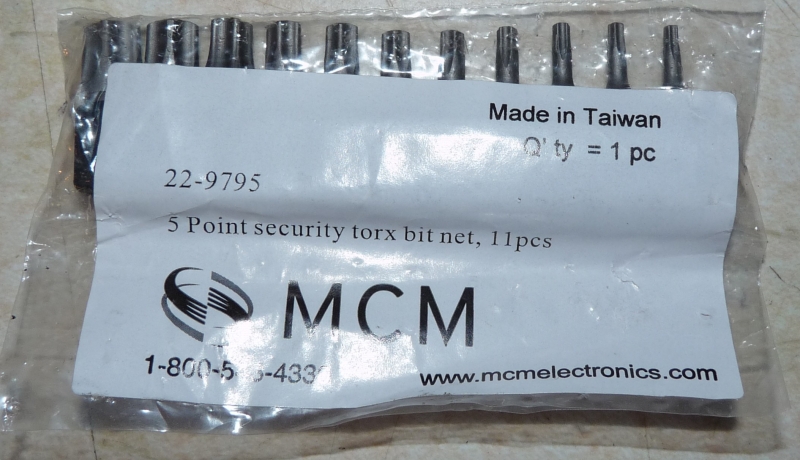 Made in Taiwan
Q'ty = 1 pc
22-9795
5 Point security torx bit net, 11pcs
MCM
www.mcmelectronics.com